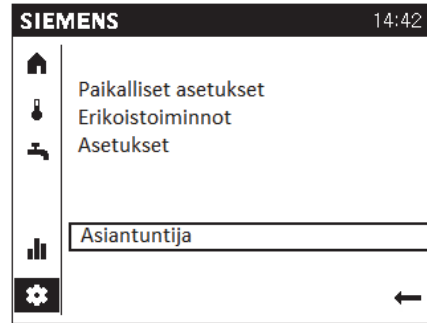 SIEMENS 14:42
Paikalliset asetukset
Erikoistoiminnot
Asetukset
Asiantuntija